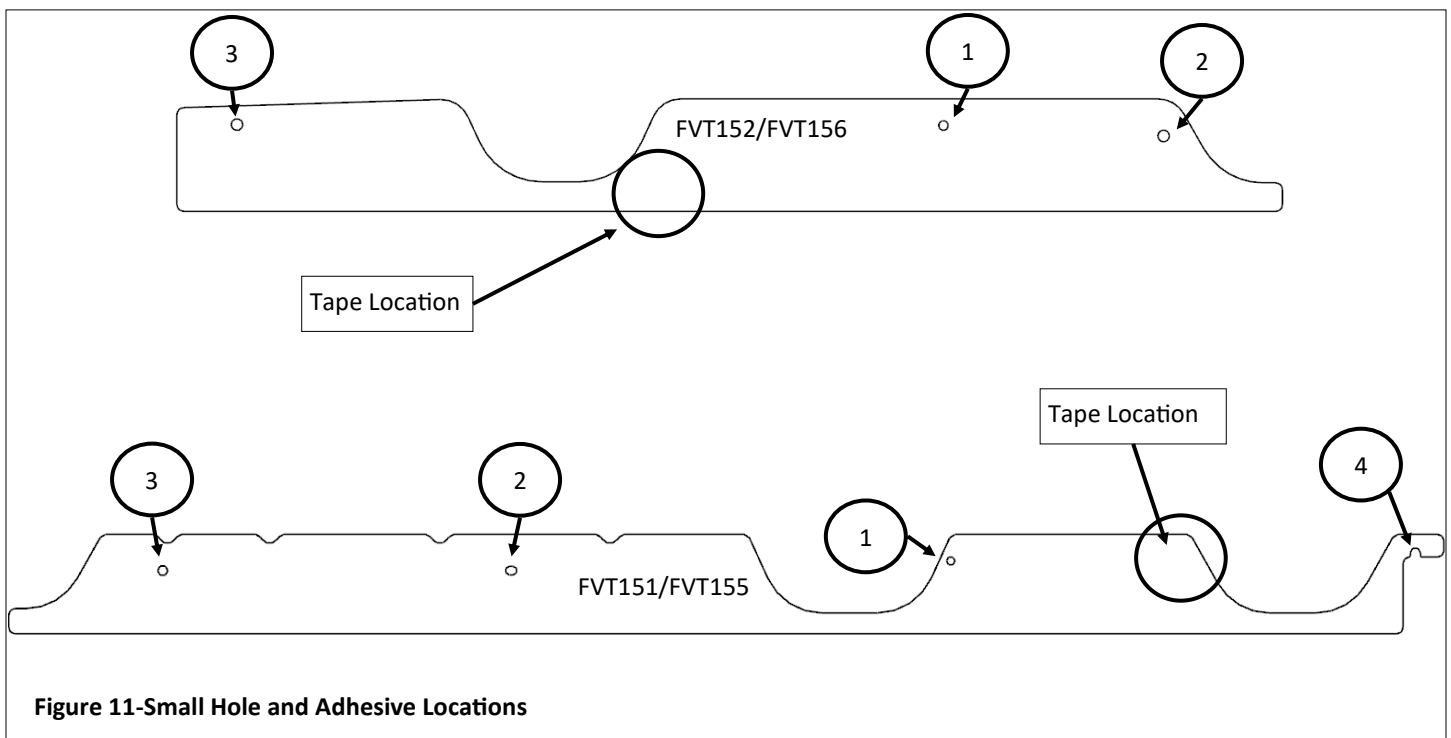 3
1
2
FVT152/FVT156
Tape Location
Tape Location
3
2
1
4
FVT151/FVT155
Figure 11-Small Hole and Adhesive Locations